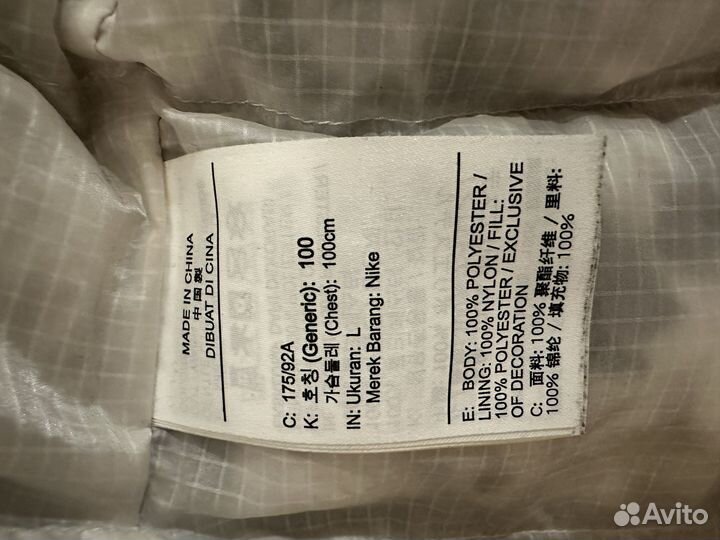 MADE IN CHINA
中国製
DIBUAT DI CINA
C: 175/92A
K: 호칭 (Generic): 100
가슴둘레 (Chest): 100cm
IN: Ukuran: L
Merek Barang: Nike
E: BODY: 100% POLYESTER /
LINING: 100% NYLON / FILL:
100% POLYESTER / EXCLUSIVE
OF DECORATION
C: 面料: 100% 聚酯纤维 / 里料:
100% 锦纶 / 填充物: 100%
Avito